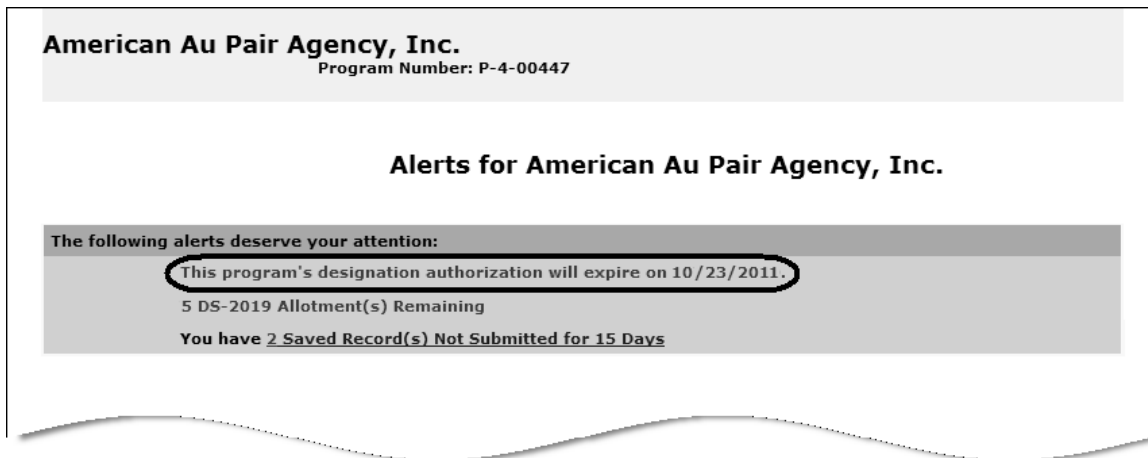 American Au Pair Agency, Inc.
Program Number: P-4-00447
Alerts for American Au Pair Agency, Inc.
The following alerts deserve your attention:
This program's designation authorization will expire on 10/23/2011.
5 DS-2019 Allotment(s) Remaining
You have 2 Saved Record(s) Not Submitted for 15 Days